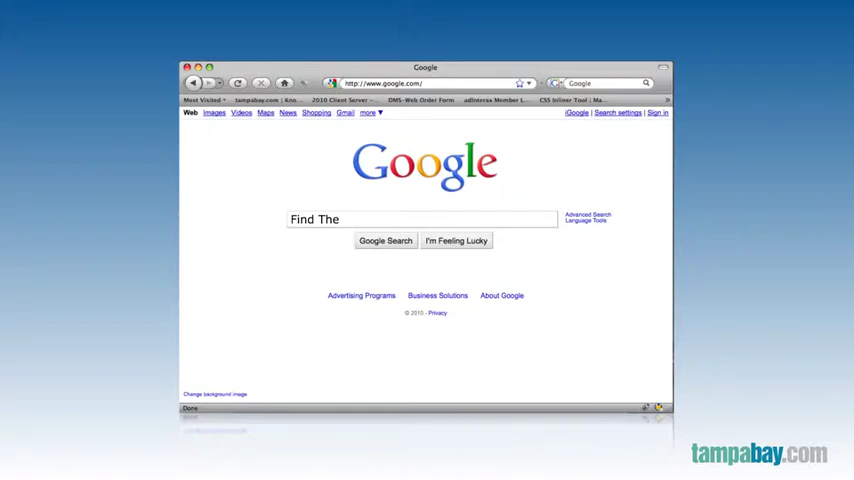 Google
http://www.google.com/
Google
Most Visited
tampabay.com | Kno...
2010 Client Server -...
DMS-Web Order Form
adInterax Member L...
CSS Inliner Tool | Ma...
Web Images Videos Maps News Shopping Gmail more ▼
iGoogle | Search settings | Sign in
Google
Find The
Advanced Search
Language Tools
Google Search
I'm Feeling Lucky
Advertising Programs
Business Solutions
About Google
© 2010 - Privacy
Change background image
Done
tampabay.com